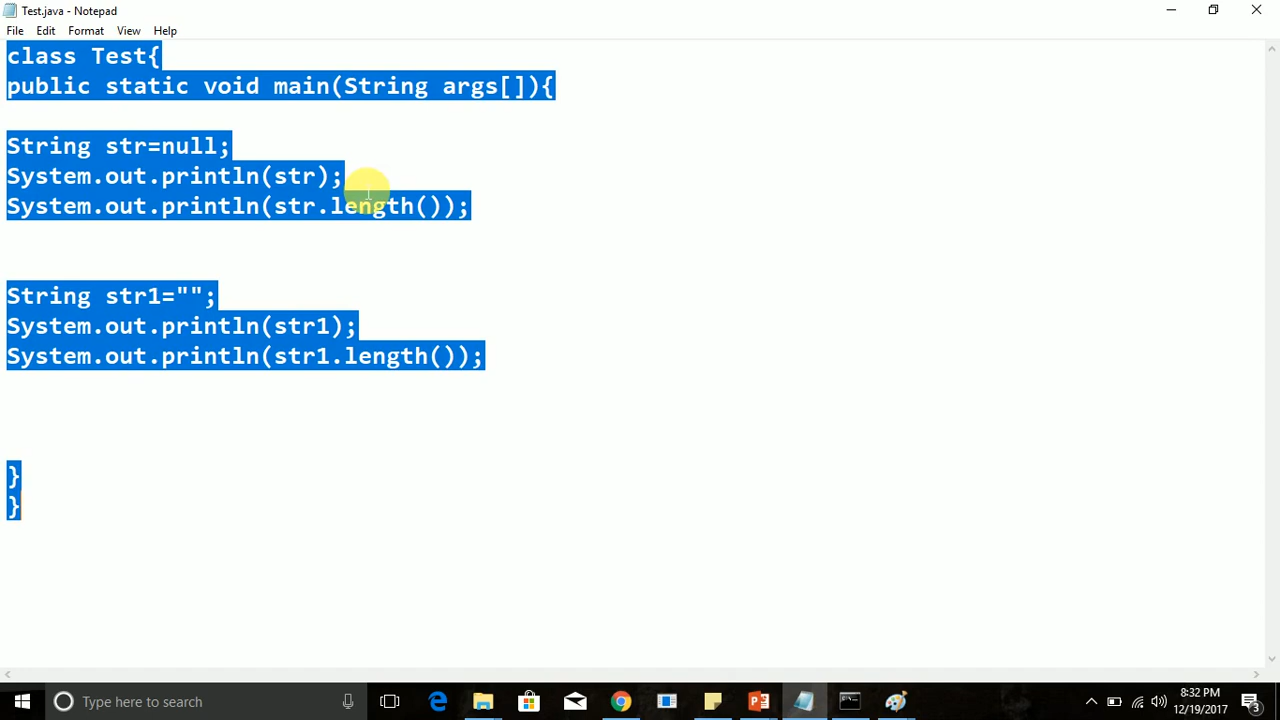 Test.java - Notepad
File Edit Format View Help
class Test{
public static void main(String args[]){
String str=null;
System.out.println(str);
System.out.println(str.length());
String str1="";
System.out.println(str1);
System.out.println(str1.length());
}
}
Type here to search
8:32 PM
12/19/2017
3